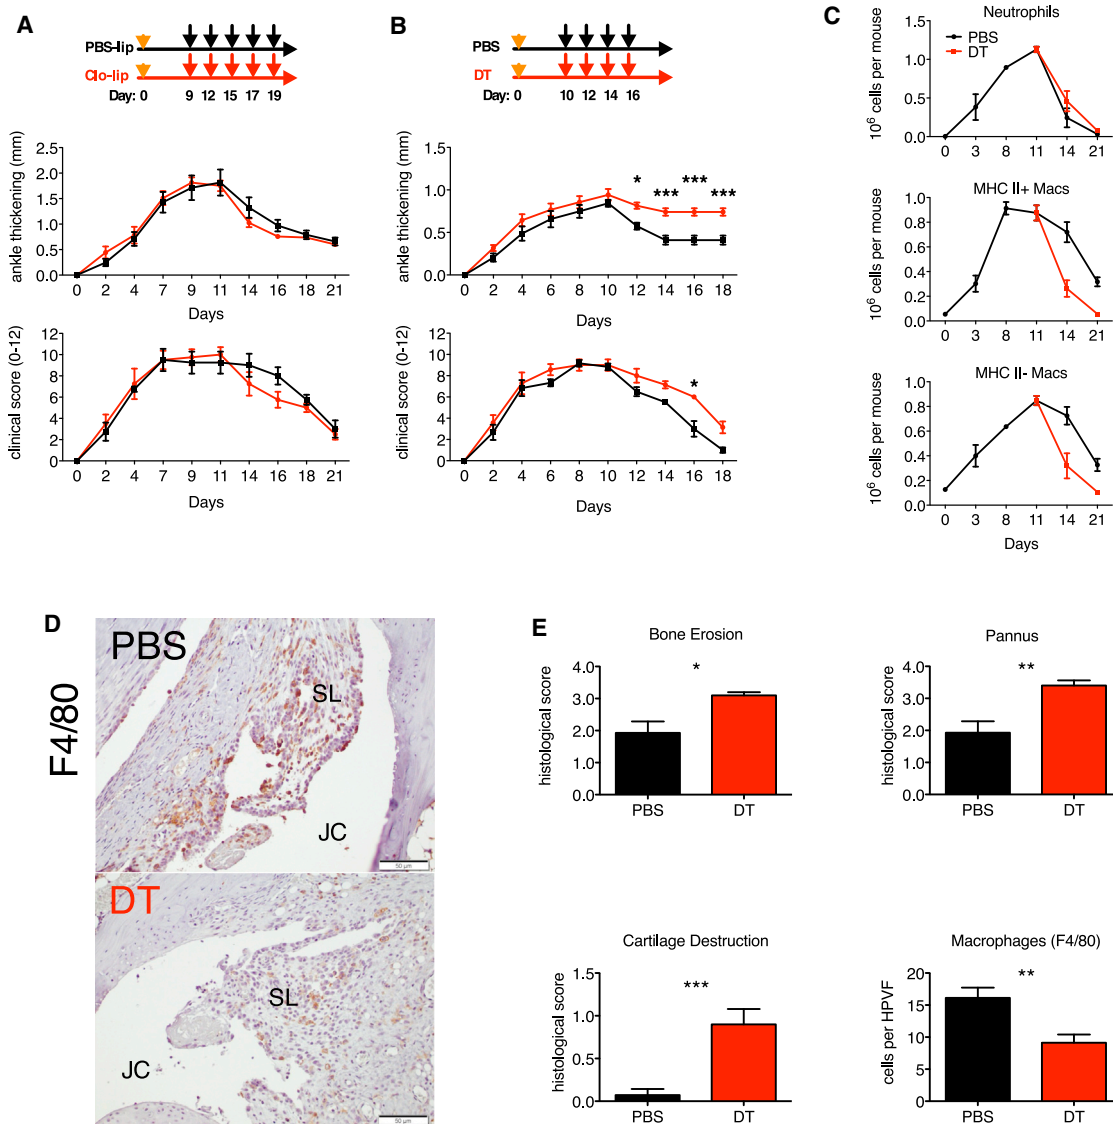 A
PBS-lip
Clo-lip
Day: 0 9 12 15 17 19
ankle thickening (mm)
2.5
2.0
1.5
1.0
0.5
0.0
0 2 4 7 9 11 14 16 18 21
Days
clinical score (0-12)
12
10
8
6
4
2
0
0 2 4 7 9 11 14 16 18 21
Days
B
PBS
DT
Day: 0 10 12 14 16
ankle thickening (mm)
1.5
1.0
0.5
0.0
* *** *** ***
0 2 4 6 8 10 12 14 16 18
Days
clinical score (0-12)
12
10
8
6
4
2
0
*
0 2 4 6 8 10 12 14 16 18
Days
C
Neutrophils
PBS
DT
10⁶ cells per mouse
1.5
1.0
0.5
0.0
0 3 8 11 14 21
MHC II+ Macs
10⁶ cells per mouse
1.0
0.8
0.6
0.4
0.2
0.0
0 3 8 11 14 21
MHC II- Macs
10⁶ cells per mouse
1.0
0.8
0.6
0.4
0.2
0.0
0 3 8 11 14 21
Days
D
F4/80
PBS
SL
JC
50 µm
DT
SL
JC
50 µm
E
Bone Erosion
histological score
4.0
3.0
2.0
1.0
0.0
*
PBS DT
Pannus
histological score
4.0
3.0
2.0
1.0
0.0
**
PBS DT
Cartilage Destruction
histological score
1.5
1.0
0.5
0.0
***
PBS DT
Macrophages (F4/80)
cells per HPVF
20
15
10
5
0
**
PBS DT